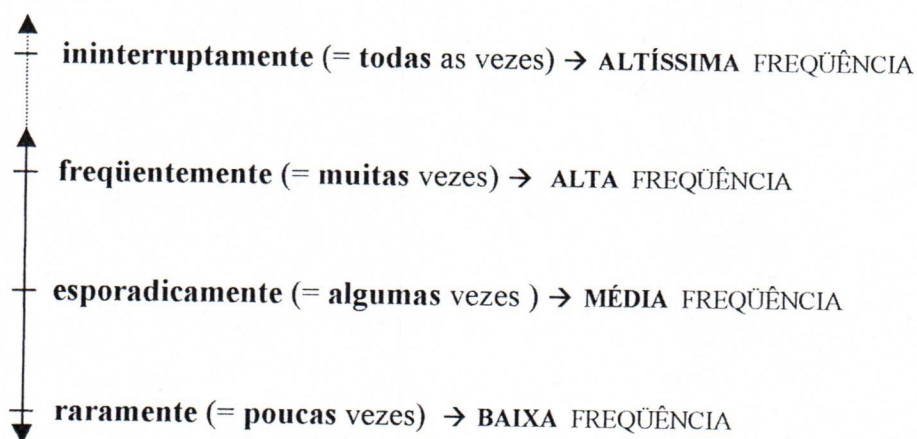 ininterruptamente (= todas as vezes) → ALTÍSSIMA FREQÜÊNCIA
freqüentemente (= muitas vezes) → ALTA FREQÜÊNCIA
esporadicamente (= algumas vezes ) → MÉDIA FREQÜÊNCIA
raramente (= poucas vezes) → BAIXA FREQÜÊNCIA